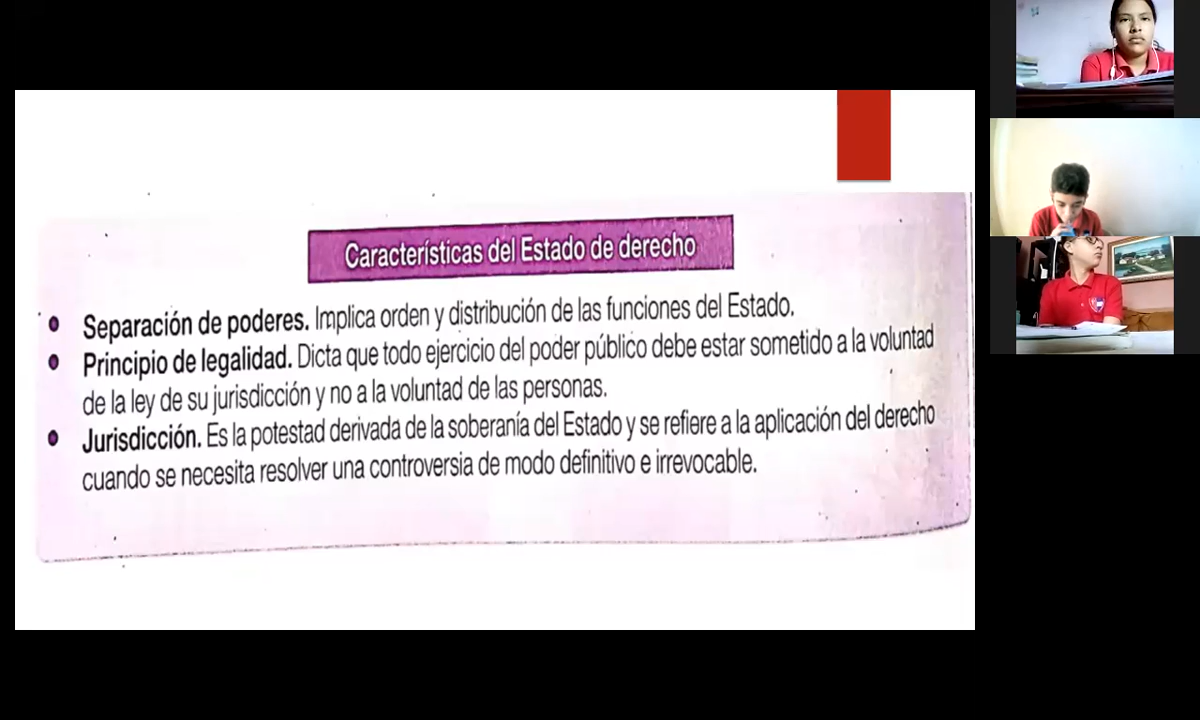 Características del Estado de derecho
Separación de poderes. Implica orden y distribución de las funciones del Estado.
Principio de legalidad. Dicta que todo ejercicio del poder público debe estar sometido a la voluntad
de la ley de su jurisdicción y no a la voluntad de las personas.
Jurisdicción. Es la potestad derivada de la soberanía del Estado y se refiere a la aplicación del derecho
cuando se necesita resolver una controversia de modo definitivo e irrevocable.